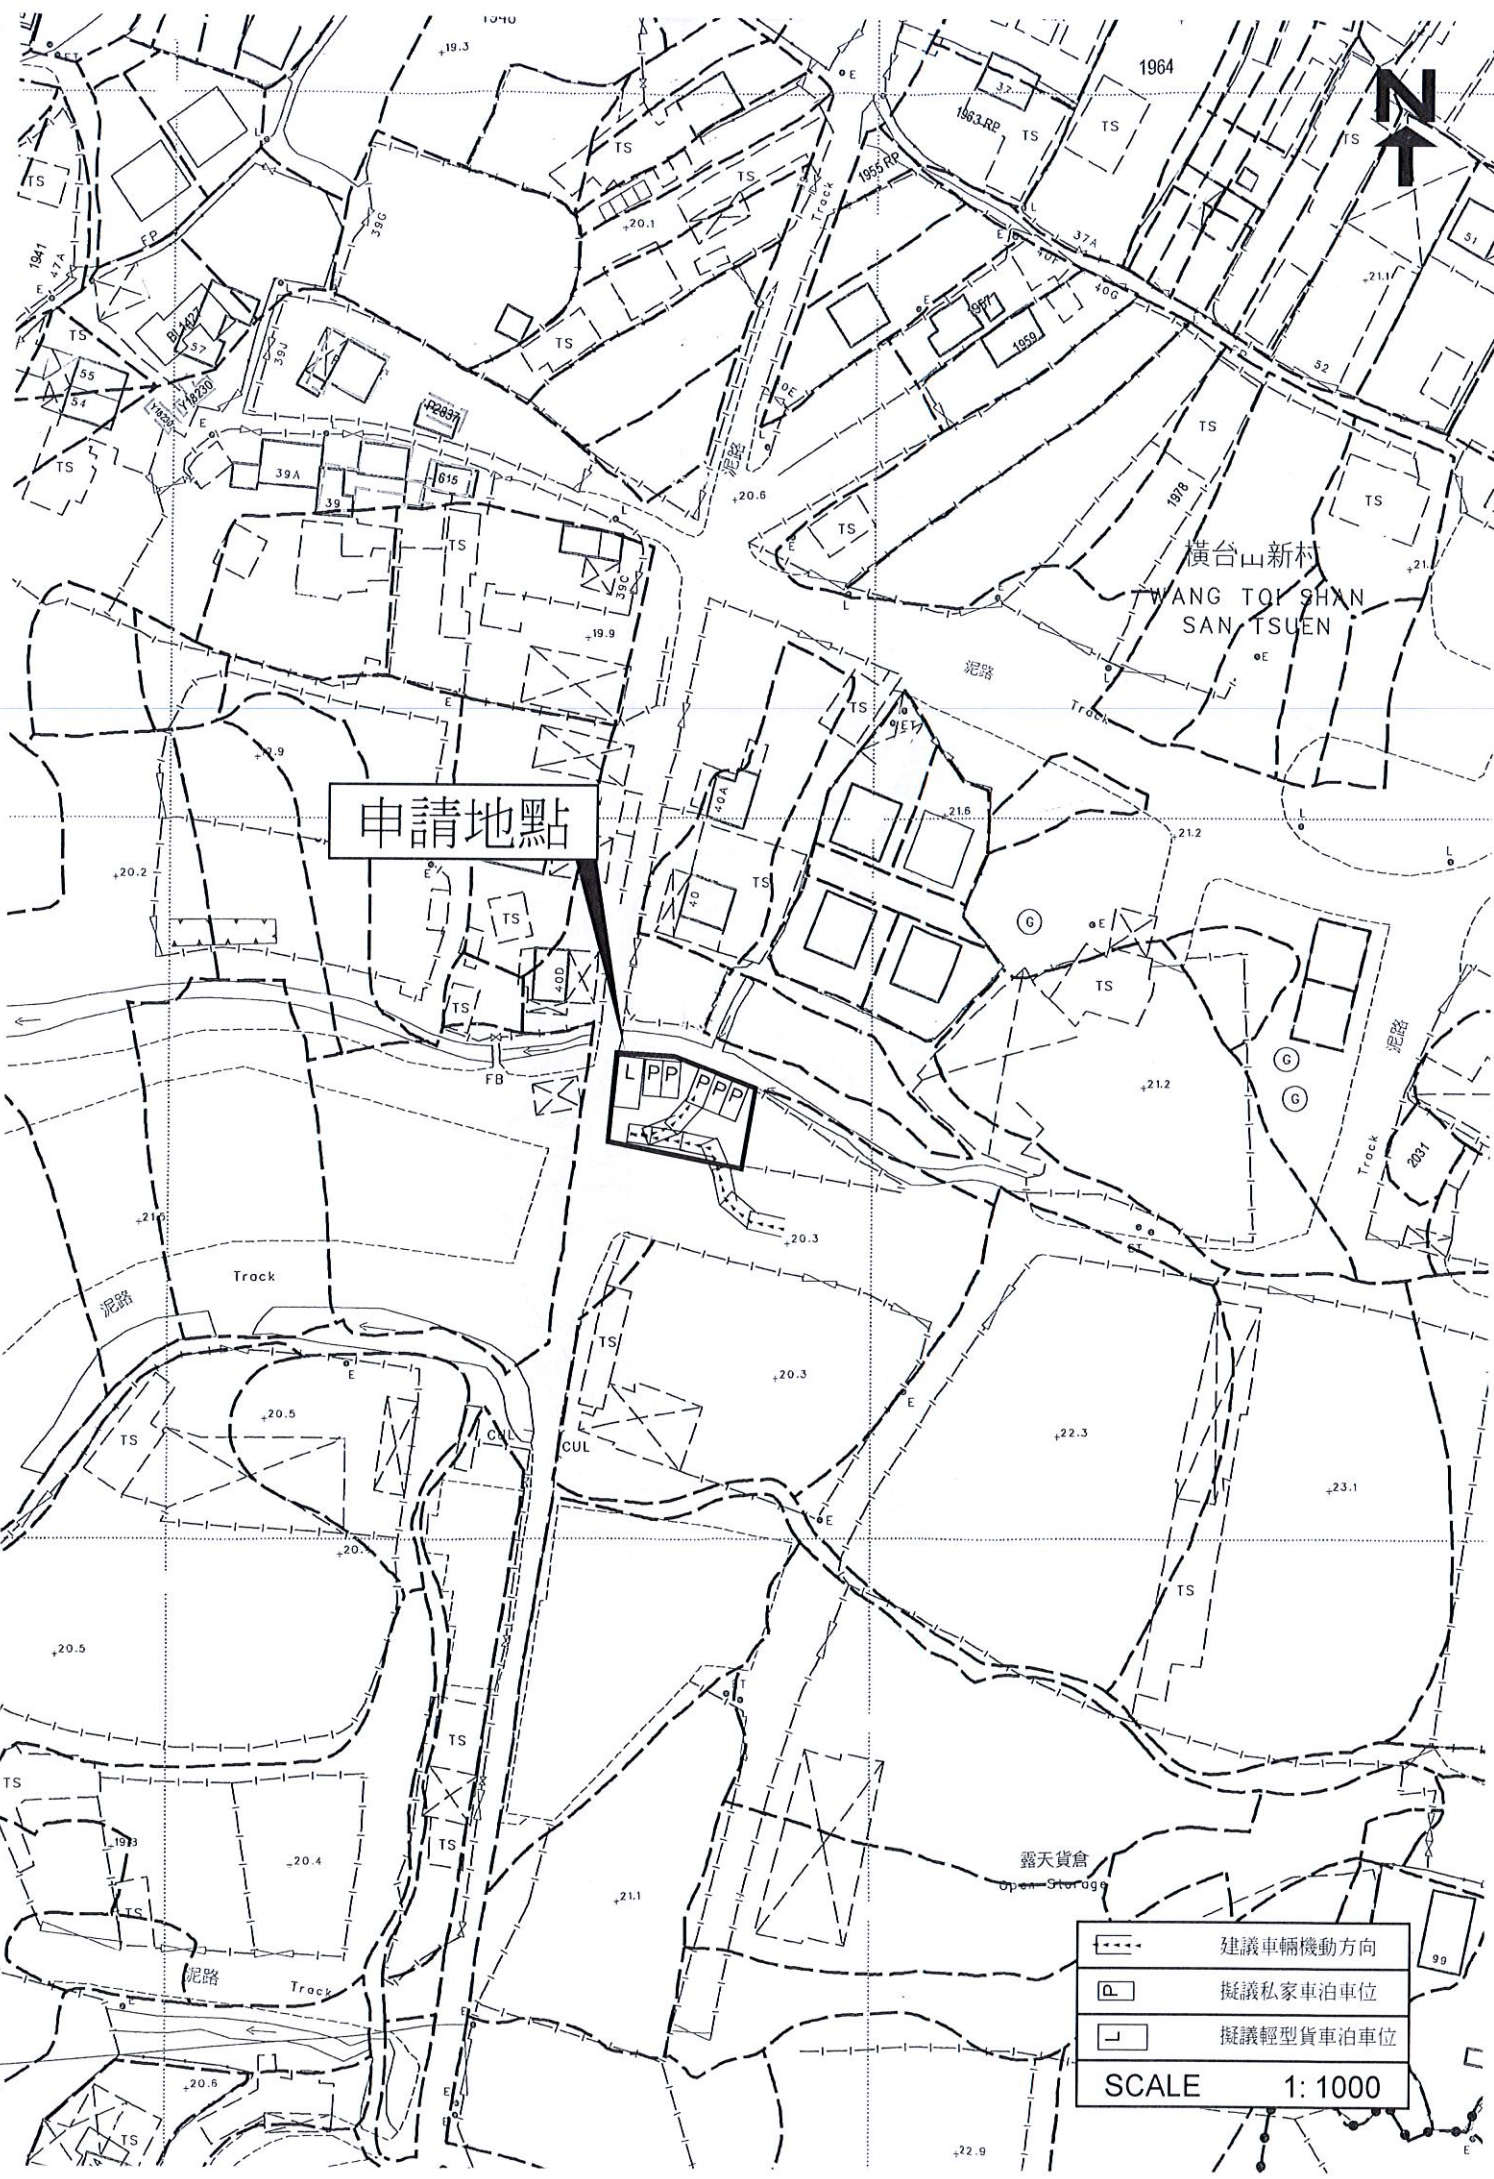 +19.3
1964
N
E
37
1963 RP
TS
TS
TS
TS
TS
TS
1955 RP
Track
39G
+20.1
FP
1941
47A
E
37A
40F
40G
51
+21.1
TS
BL 1427
57
39J
TS
1967
1959
52
55
54
Y18230
P2837
泥路
TS
TS
39A
39
615
+20.6
TS
1978
TS
TS
39C
橫台山新村
WANG TOI SHAN
SAN TSUEN
+19.9
泥路
Track
TS
ET
E
40A
+21.6
+21.2
L
L
申請地點
+20.2
E
TS
40
TS
G
E
40D
TS
TS
泥路
FB
L
P
P
P
P
P
+21.2
G
G
Track
2031
+20.3
Track
泥路
TS
+20.3
E
+20.5
TS
CUL
CUL
+22.3
+23.1
E
E
TS
+20.5
TS
TS
TS
+20.4
TS
+21.1
露天貨倉
Open Storage
99
泥路
Track
建議車輛機動方向
P 擬議私家車泊車位
L 擬議輕型貨車泊車位
SCALE 1: 1000
+20.6
TS
+22.9
E